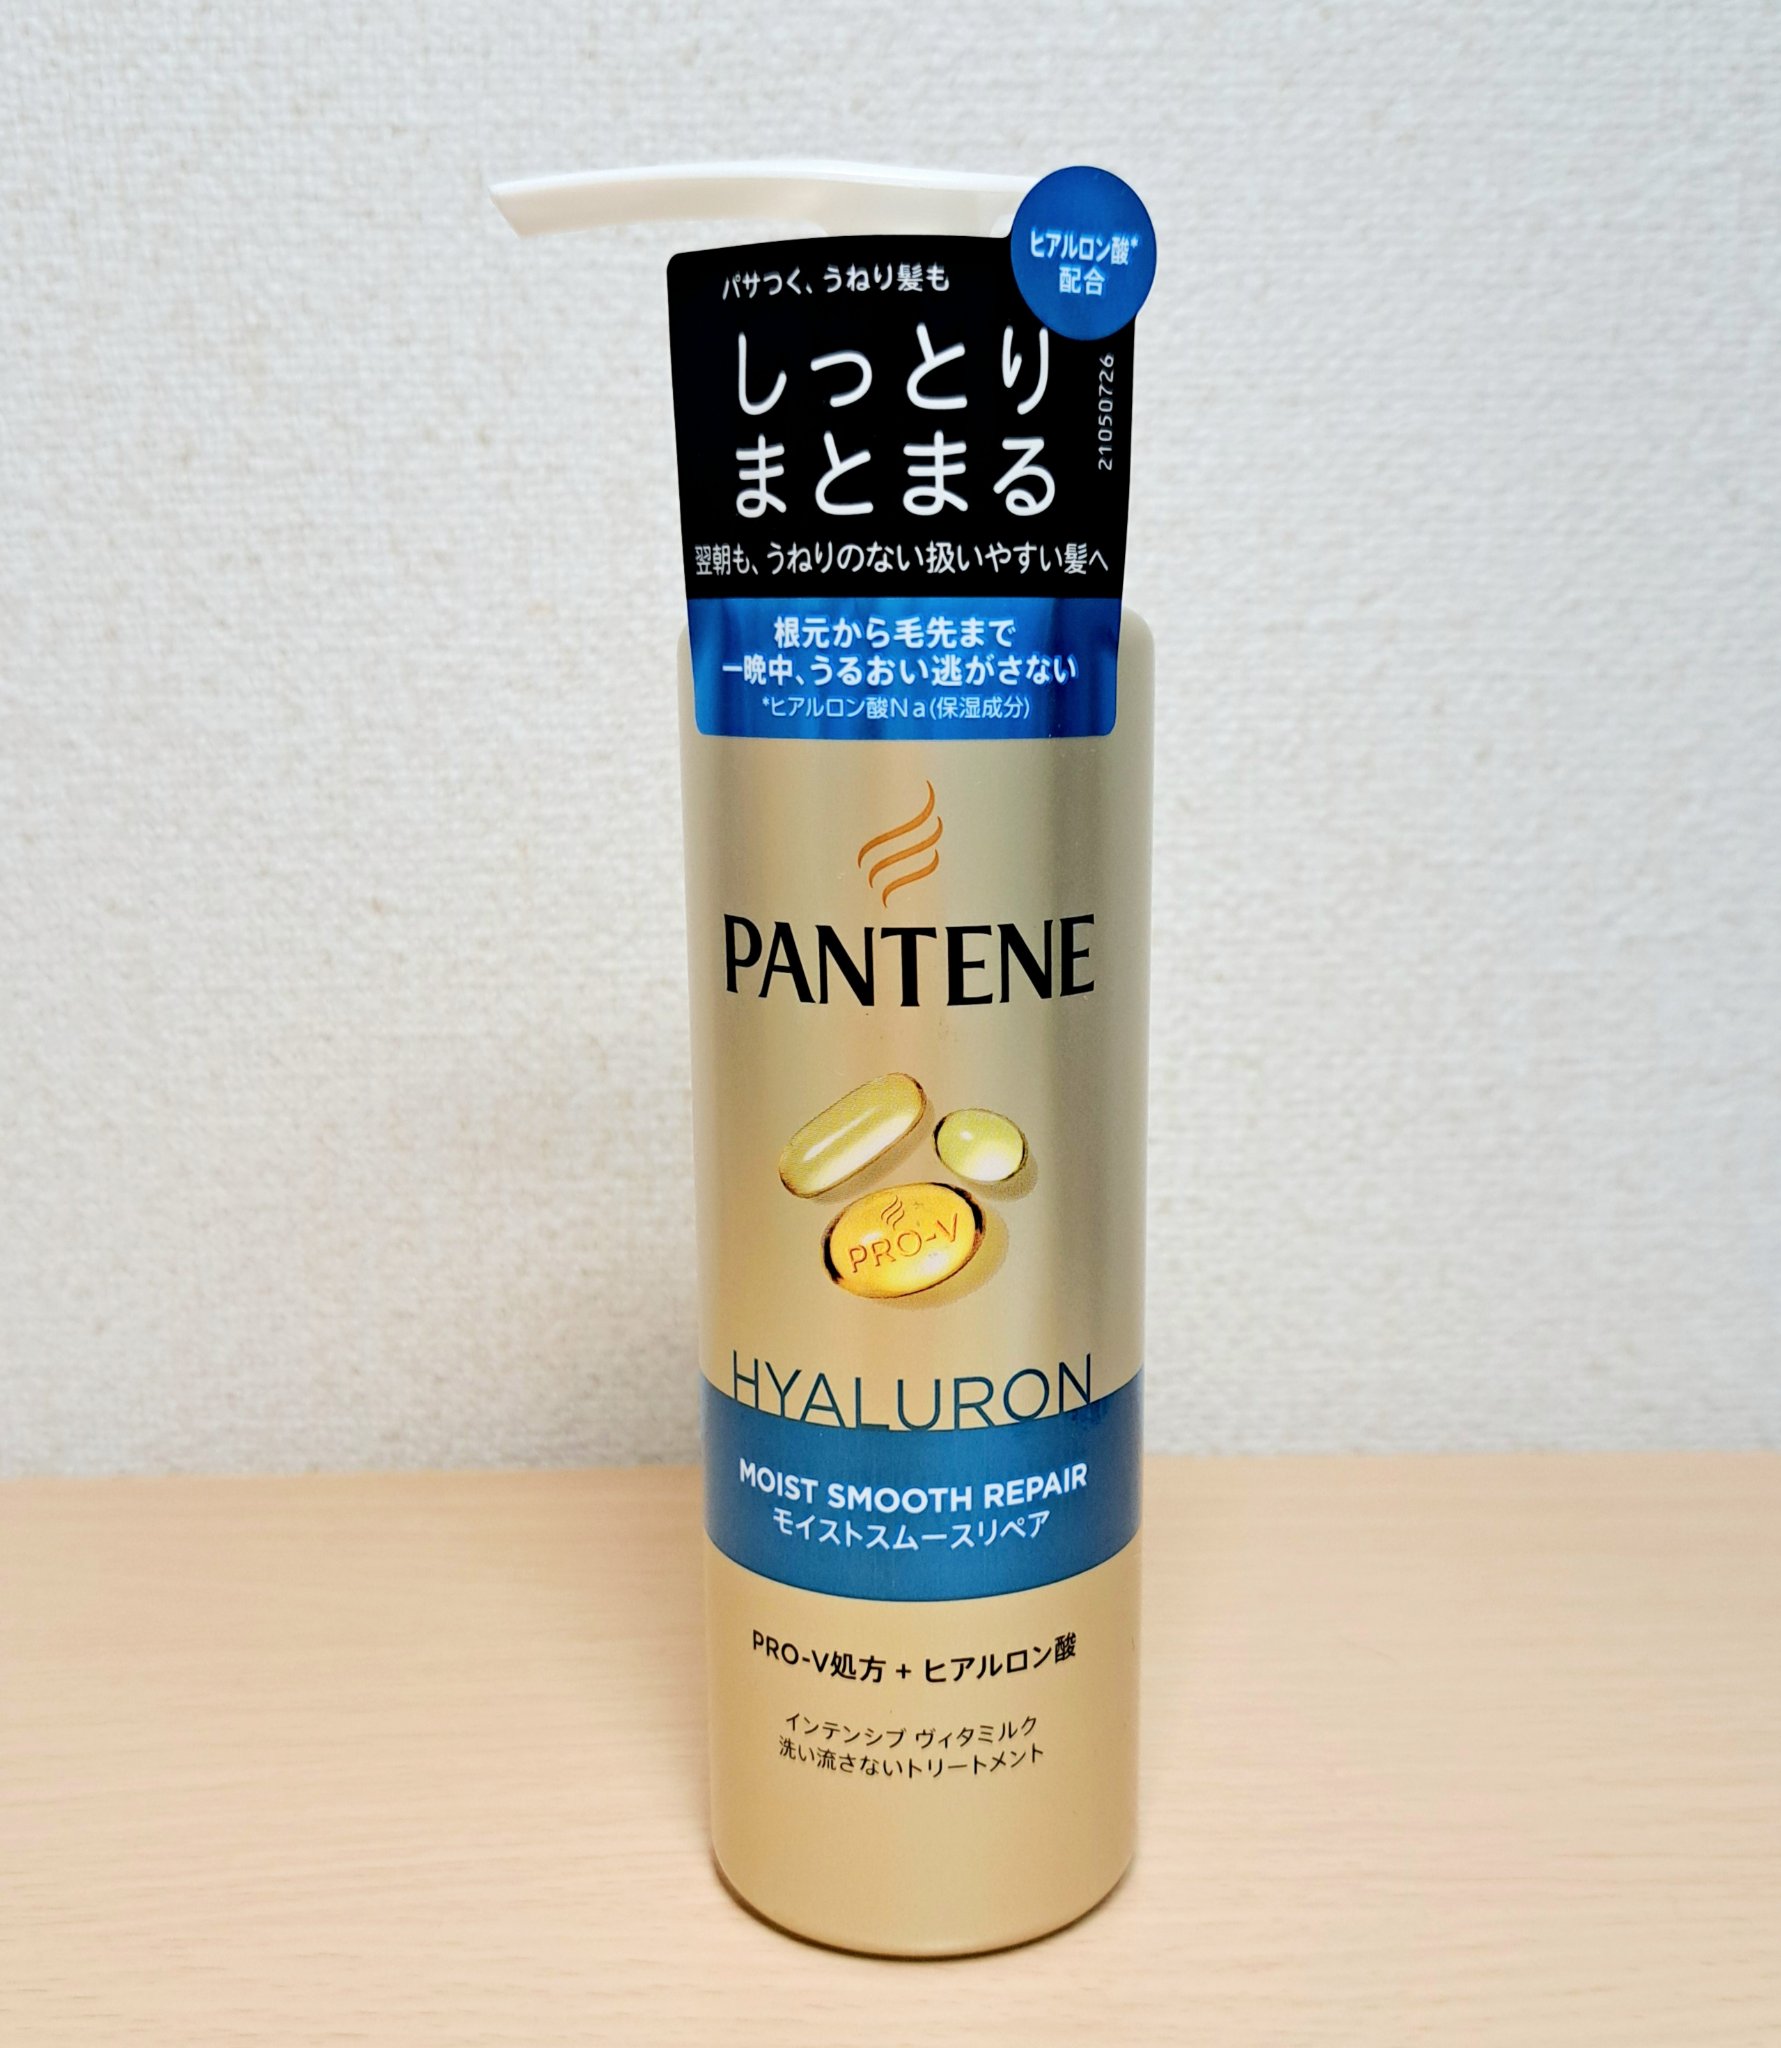 ヒアルロン酸*
配合
パサつく、うねり髪も
しっとり
まとまる
21050726
翌朝も、うねりのない扱いやすい髪へ
根元から毛先まで
一晩中、うるおい逃がさない
*ヒアルロン酸Na(保湿成分)
PANTENE
PRO-V
HYALURON
MOIST SMOOTH REPAIR
モイストスムースリペア
PRO-V処方 + ヒアルロン酸
インテンシブ ヴィタミルク
洗い流さないトリートメント